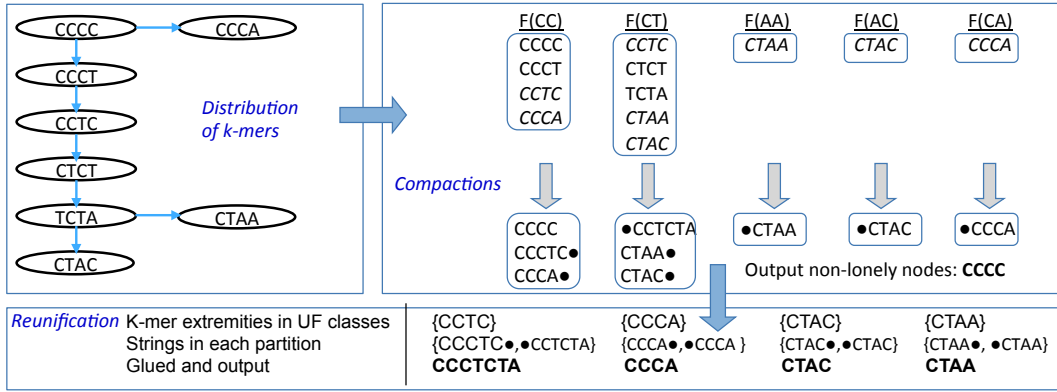 CCCC CCCA
CCCT
CCTC
CTCT
TCTA CTAA
CTAC
Distribution
of k-mers
F(CC) F(CT) F(AA) F(AC) F(CA)
CCCC CCTC CTAA CTAC CCCA
CCCT CTCT
CCTC TCTA
CCCA CTAA
CTAC
Compactions
CCCC ●CCTCTA ●CTAA ●CTAC ●CCCA
CCCTC● CTAA●
CCCA● CTAC●
Output non-lonely nodes: CCCC
Reunification K-mer extremities in UF classes {CCTC} {CCCA} {CTAC} {CTAA}
Strings in each partition {CCCTC●,●CCTCTA} {CCCA●,●CCCA } {CTAC●,●CTAC} {CTAA●, ●CTAA}
Glued and output CCCTCTA CCCA CTAC CTAA